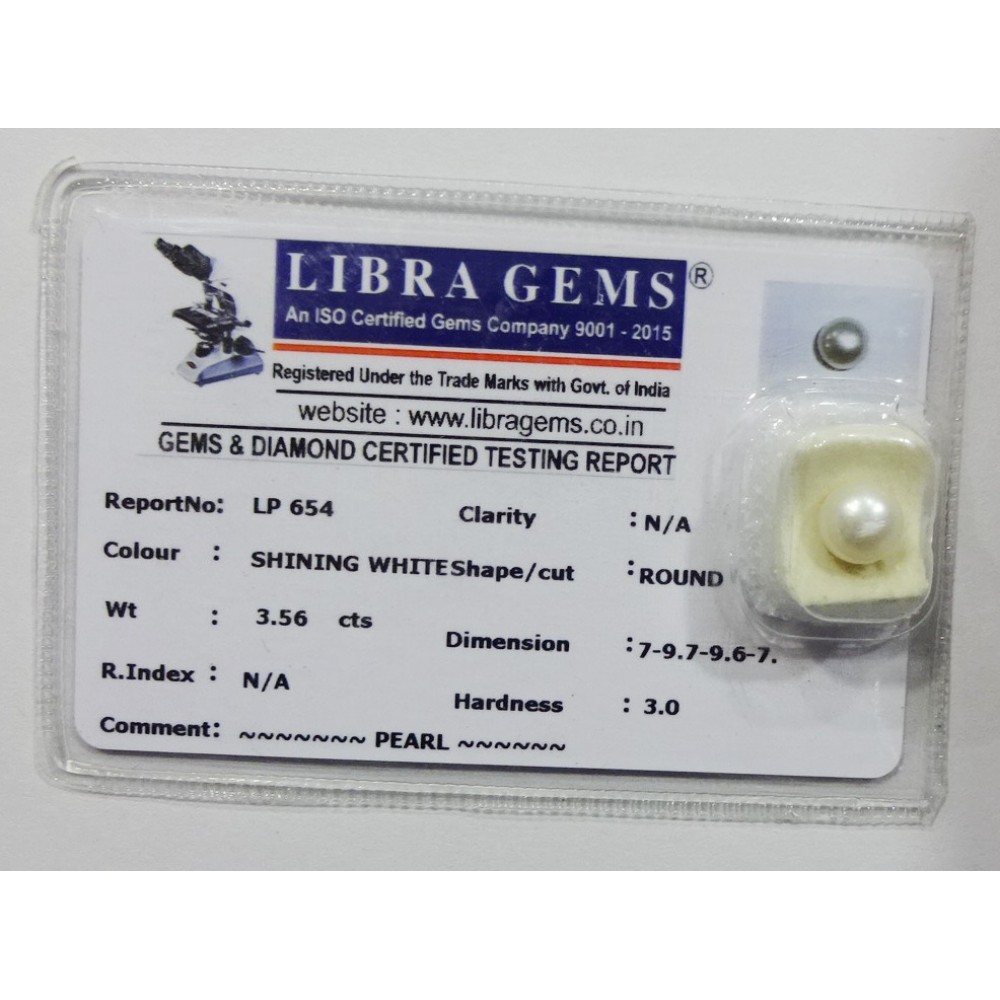 LIBRA GEMS®
An ISO Certified Gems Company 9001 - 2015
Registered Under the Trade Marks with Govt. of India
website : www.libragems.co.in
GEMS & DIAMOND CERTIFIED TESTING REPORT
ReportNo: LP 654 Clarity : N/A
Colour : SHINING WHITE Shape/cut : ROUND
Wt : 3.56 cts Dimension : 7-9.7-9.6-7.
R.Index : N/A Hardness : 3.0
Comment: ~~~~~~~ PEARL ~~~~~~